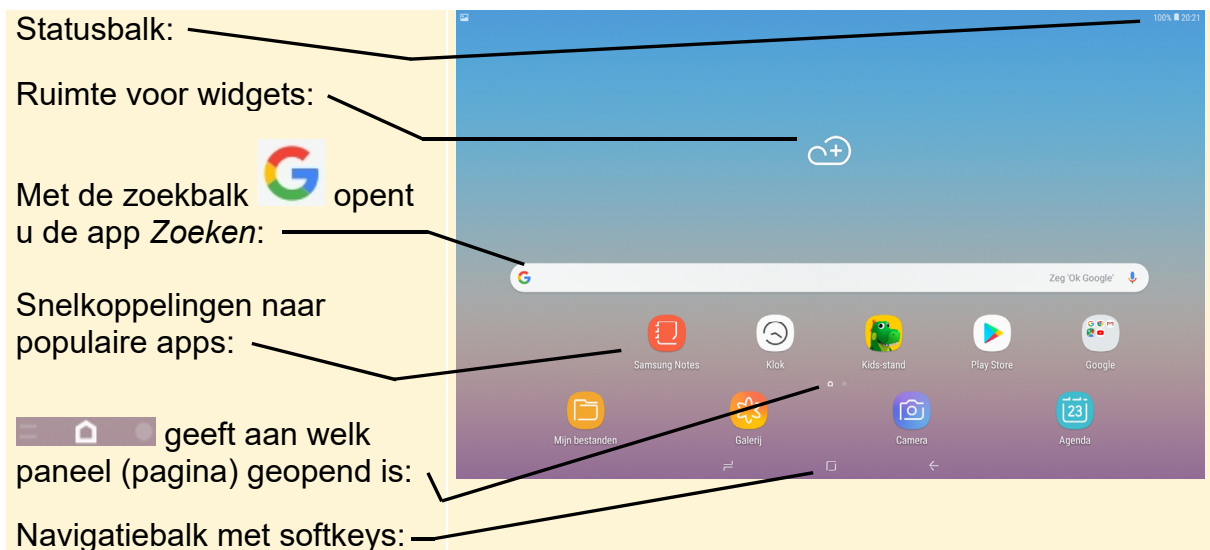 Statusbalk:
Ruimte voor widgets:
Met de zoekbalk G opent
u de app Zoeken:
Snelkoppelingen naar
populaire apps:
geeft aan welk
paneel (pagina) geopend is:
Navigatiebalk met softkeys:
100% 20:21
G Zeg 'Ok Google'
Samsung Notes Klok Kids-stand Play Store Google
23
Mijn bestanden Galerij Camera Agenda